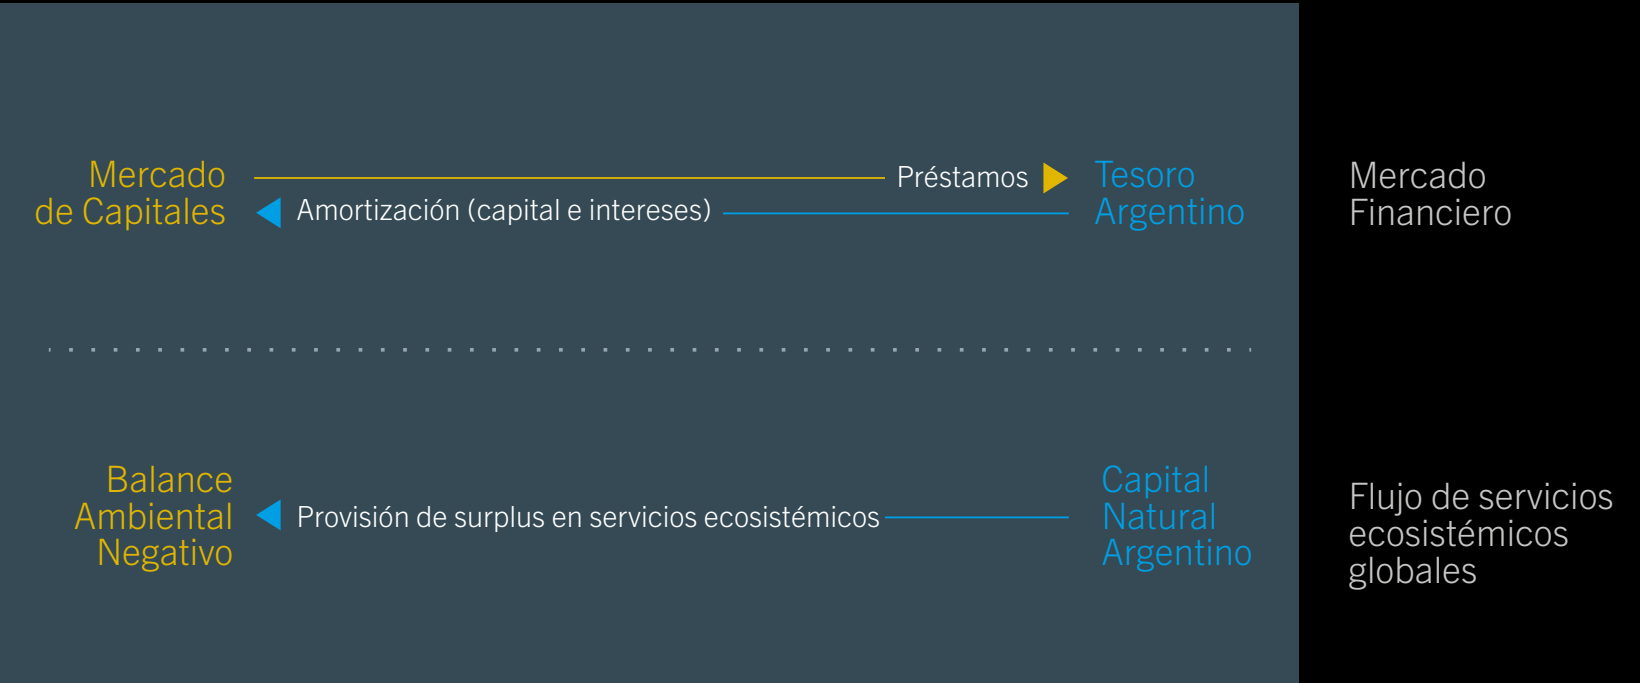 Mercado
de Capitales
Préstamos
Amortización (capital e intereses)
Tesoro
Argentino
Mercado
Financiero
Balance
Ambiental
Negativo
Provisión de surplus en servicios ecosistémicos
Capital
Natural
Argentino
Flujo de servicios
ecosistémicos
globales